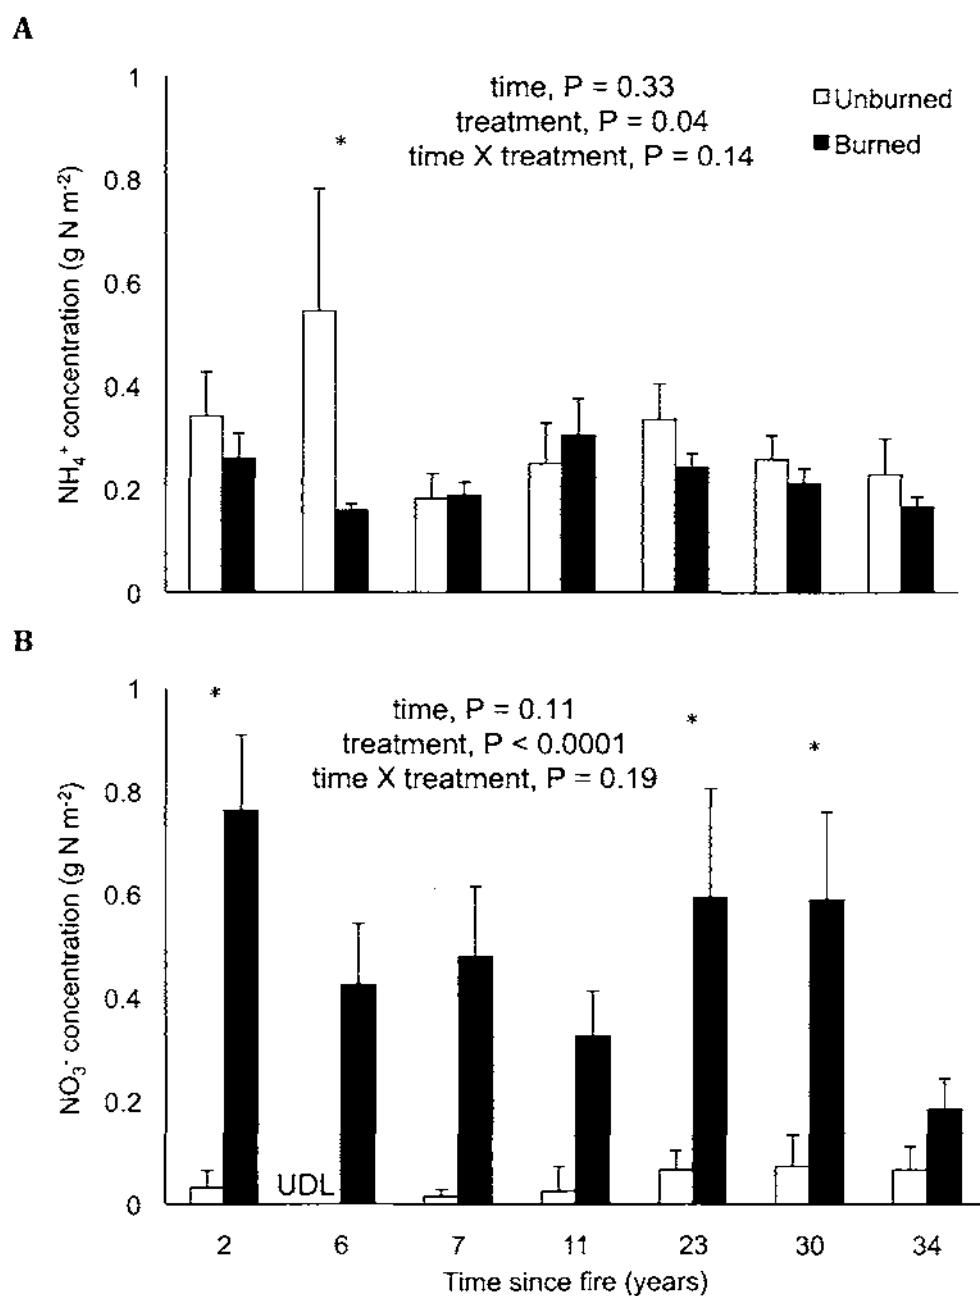 A
1
0.8
0.6
0.4
0.2
0
NH₄⁺ concentration (g N m⁻²)
time, P = 0.33
treatment, P = 0.04
time X treatment, P = 0.14
Unburned
Burned
*
B
1
0.8
0.6
0.4
0.2
0
NO₃⁻ concentration (g N m⁻²)
time, P = 0.11
treatment, P < 0.0001
time X treatment, P = 0.19
*
*
*
UDL
2 6 7 11 23 30 34
Time since fire (years)